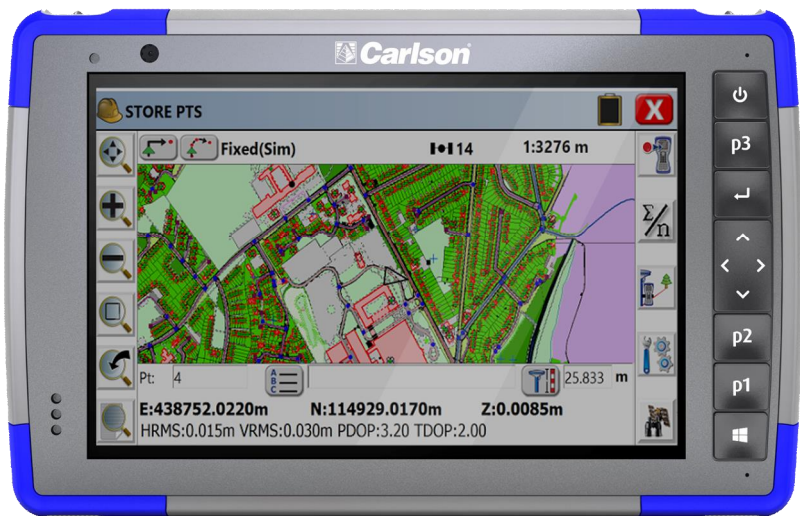 Carlson
STORE PTS
X
Fixed(Sim) 14 1:3276 m
Σ/n
Pt: 4 A B C 25.833 m
E:438752.0220m N:114929.0170m Z:0.0085m
HRMS:0.015m VRMS:0.030m PDOP:3.20 TDOP:2.00
p3
p2
p1